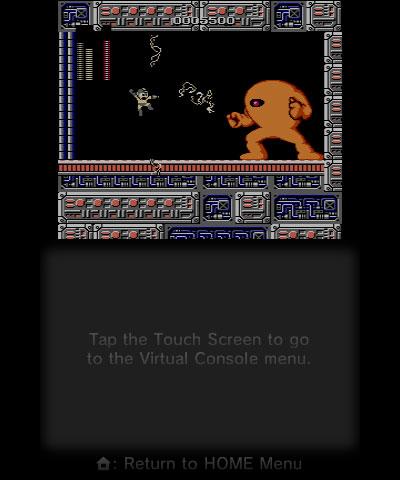 0005500
Tap the Touch Screen to go
to the Virtual Console menu.
: Return to HOME Menu